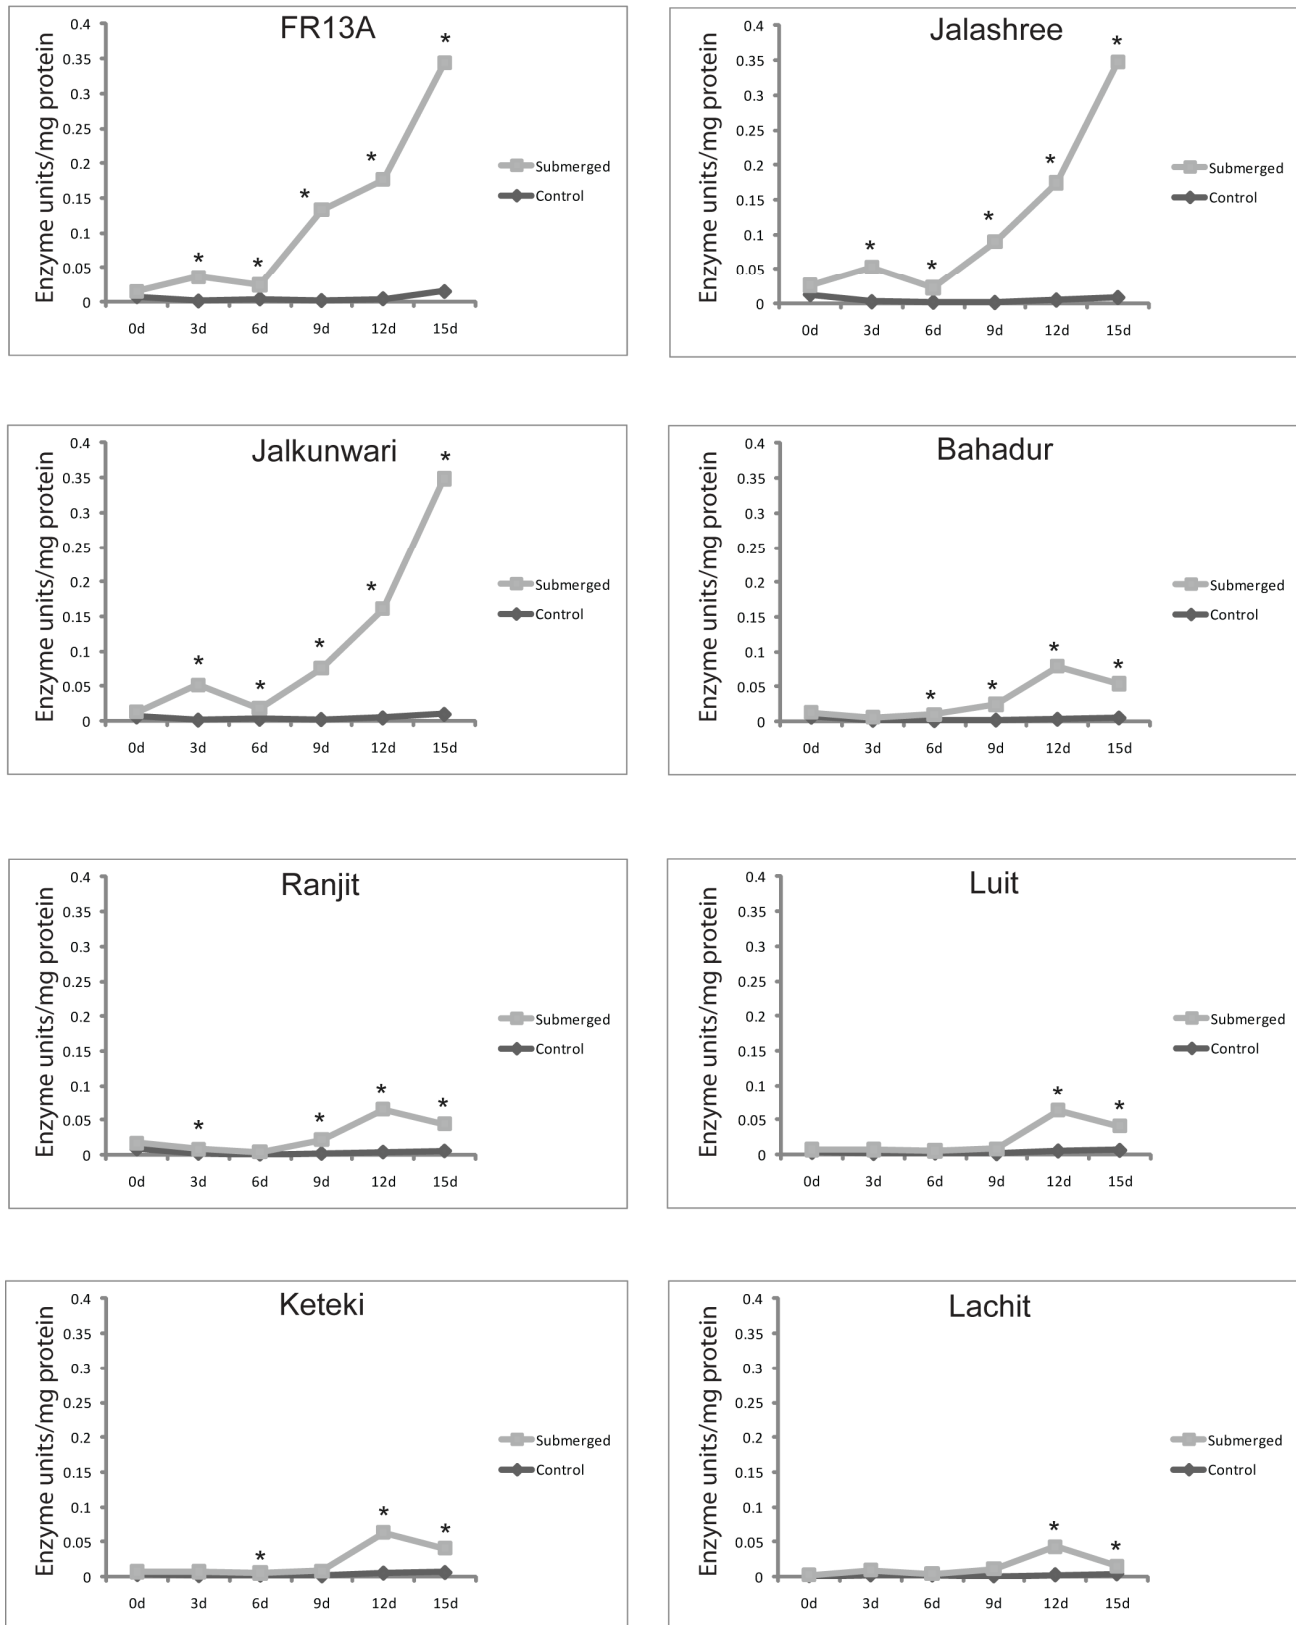 FR13A
Enzyme units/mg protein
0.4
0.35
0.3
0.25
0.2
0.15
0.1
0.05
0
* * * * *
0d 3d 6d 9d 12d 15d
Submerged
Control
Jalashree
Enzyme units/mg protein
0.4
0.35
0.3
0.25
0.2
0.15
0.1
0.05
0
* * * * *
0d 3d 6d 9d 12d 15d
Submerged
Control
Jalkunwari
Enzyme units/mg protein
0.4
0.35
0.3
0.25
0.2
0.15
0.1
0.05
0
* * * * *
0d 3d 6d 9d 12d 15d
Submerged
Control
Bahadur
Enzyme units/mg protein
0.4
0.35
0.3
0.25
0.2
0.15
0.1
0.05
0
* * * *
0d 3d 6d 9d 12d 15d
Submerged
Control
Ranjit
Enzyme units/mg protein
0.4
0.35
0.3
0.25
0.2
0.15
0.1
0.05
0
* * * *
0d 3d 6d 9d 12d 15d
Submerged
Control
Luit
Enzyme units/mg protein
0.4
0.35
0.3
0.25
0.2
0.15
0.1
0.05
0
* *
0d 3d 6d 9d 12d 15d
Submerged
Control
Keteki
Enzyme units/mg protein
0.4
0.35
0.3
0.25
0.2
0.15
0.1
0.05
0
* * *
0d 3d 6d 9d 12d 15d
Submerged
Control
Lachit
Enzyme units/mg protein
0.4
0.35
0.3
0.25
0.2
0.15
0.1
0.05
0
* *
0d 3d 6d 9d 12d 15d
Submerged
Control